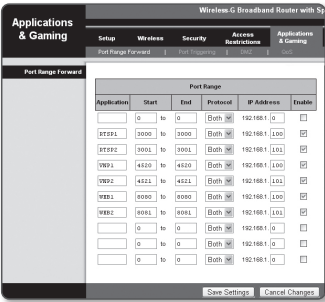 Wireless-G Broadband Router with Sp
Applications & Gaming
Setup Wireless Security Access Restrictions Applications & Gaming
Port Range Forward | Port Triggering | DMZ | QoS
Port Range Forward
Port Range
Application Start End Protocol IP Address Enable
0 to 0 Both 192.168.1. 0
RTSP1 3000 to 3000 Both 192.168.1. 100
RTSP2 3001 to 3001 Both 192.168.1. 101
VNP1 4520 to 4520 Both 192.168.1. 100
VNP2 4521 to 4521 Both 192.168.1. 101
WEB1 8080 to 8080 Both 192.168.1. 100
WEB2 8081 to 8081 Both 192.168.1. 101
0 to 0 Both 192.168.1. 0
0 to 0 Both 192.168.1. 0
0 to 0 Both 192.168.1. 0
Save Settings Cancel Changes